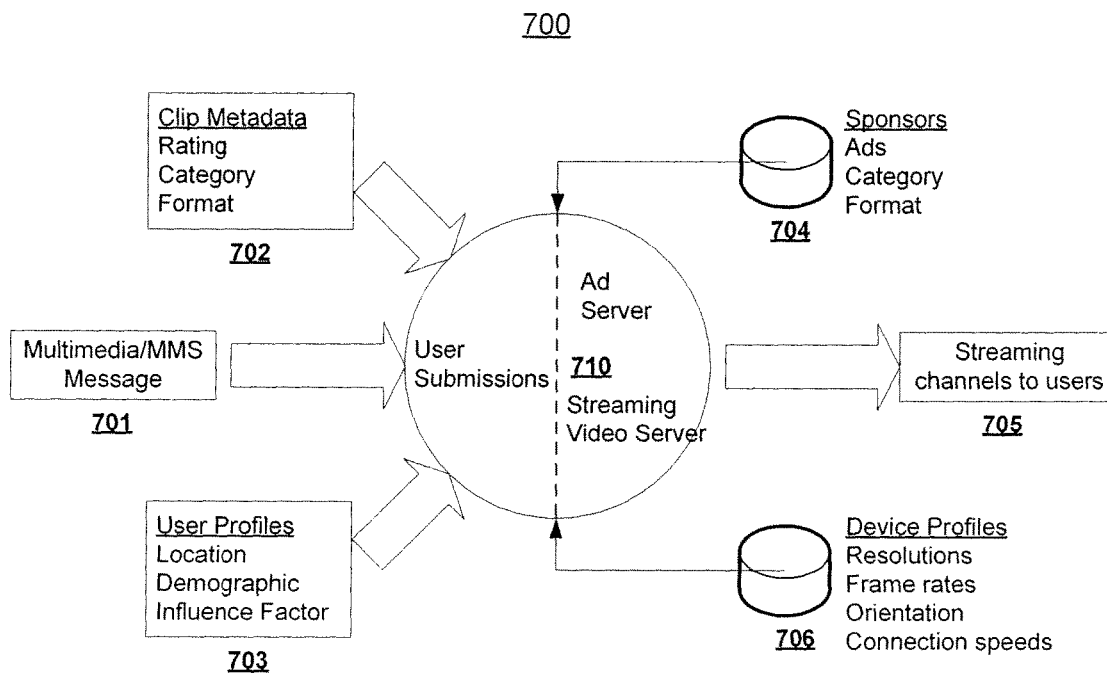 700
Clip Metadata
Rating
Category
Format
702
Sponsors
Ads
Category
Format
704
Multimedia/MMS
Message
701
User
Submissions
Ad
Server
710
Streaming
Video Server
Streaming
channels to users
705
User Profiles
Location
Demographic
Influence Factor
703
Device Profiles
Resolutions
Frame rates
Orientation
Connection speeds
706